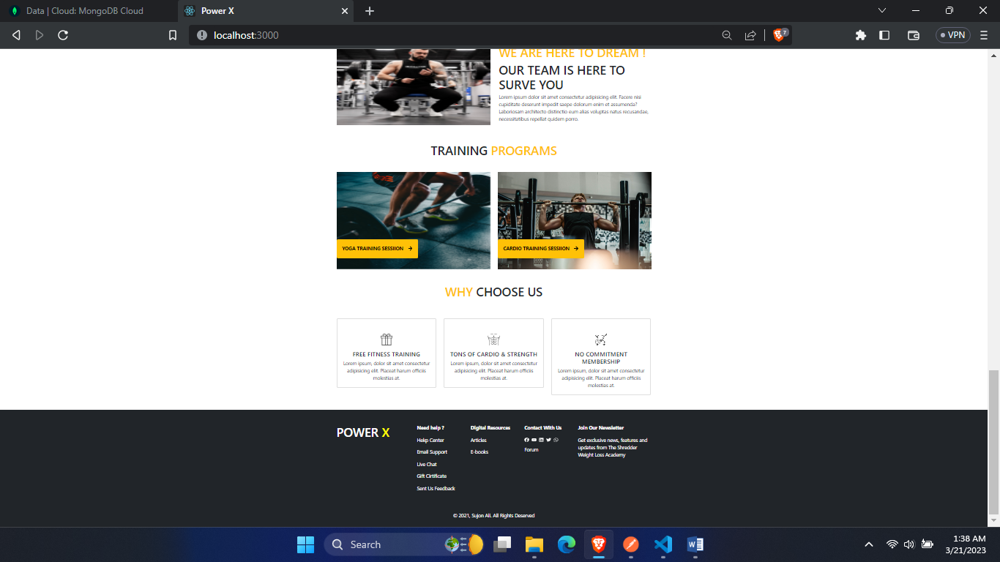 Data | Cloud: MongoDB Cloud
Power X
localhost:3000
7
VPN
WE ARE HERE TO DREAM !
OUR TEAM IS HERE TO
SURVE YOU
Lorem ipsum dolor sit amet consectetur adipisicing elit. Facere nisi
cupiditate deserunt impedit saepe dolorum enim et assumenda?
Laboriosam architecto distinctio eum alias voluptas natus recusandae,
necessitatibus repellat quidem porro.
TRAINING PROGRAMS
YOGA TRAINING SESSIION
CARDIO TRAINING SESSIION
WHY CHOOSE US
FREE FITNESS TRAINING
Lorem ipsum, dolor sit amet consectetur
adipisicing elit. Placeat harum officiis
molestias at.
TONS OF CARDIO & STRENGTH
Lorem ipsum, dolor sit amet consectetur
adipisicing elit. Placeat harum officiis
molestias at.
NO COMMITMENT
MEMBERSHIP
Lorem ipsum, dolor sit amet consectetur
adipisicing elit. Placeat harum officiis
molestias at.
POWER X
Need help ?
Hekp Center
Email Support
Live Chat
Gift Cirtificate
Sent Us Feedback
Digital Resources
Articles
E-books
Contact With Us
Forum
Join Our Newsletter
Get exclusive news, features and
updates from The Shredder
Weight Loss Academy
© 2021, Sujon Ali. All Rights Deserved
Search
1:38 AM
3/21/2023